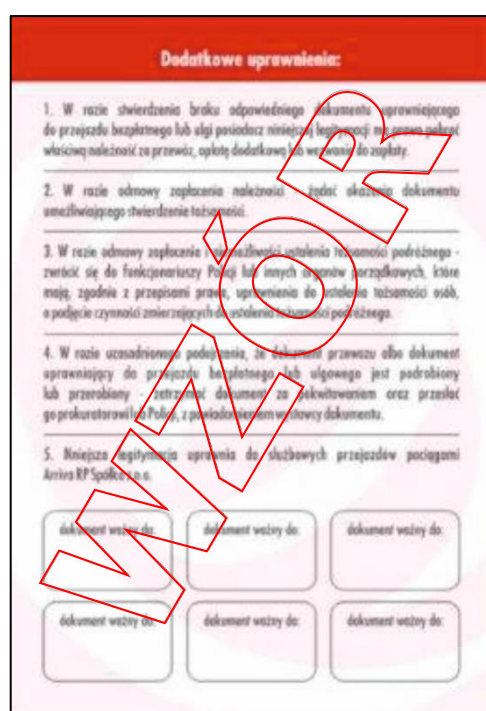 Dodatkowe uprawnienia:
1. W razie stwierdzenia braku odpowiedniego dokumentu uprawniającego
do przejazdu bezpłatnego lub ulgi posiadacz niniejszej legitymacji ma prawo pobrać
właściwą należność za przewóz, opłatę dodatkową lub wezwanie do zapłaty.
2. W razie odmowy zapłacenia należności - żądać okazania dokumentu
umożliwiającego stwierdzenie tożsamości.
3. W razie odmowy zapłacenia i niemożliwości ustalenia tożsamości podróżnego -
zwrócić się do funkcjonariuszy Policji lub innych organów porządkowych, które
mają, zgodnie z przepisami prawa, uprawnienia do ustalenia tożsamości osób,
o podjęcie czynności zmierzających do ustalenia tożsamości podróżnego.
4. W razie uzasadnionego podejrzenia, że dokument przewozu albo dokument
uprawniający do przejazdu bezpłatnego lub ulgowego jest podrobiony
lub przerobiony - zatrzymać dokument za pokwitowaniem oraz przesłać
go prokuratorowi lub Policji, z powiadomieniem wystawcy dokumentu.
5. Niniejsza legitymacja uprawnia do służbowych przejazdów pociągami
Arriva RP Spółka z o.o.
dokument ważny do: dokument ważny do: dokument ważny do:
dokument ważny do: dokument ważny do: dokument ważny do:
WZÓR